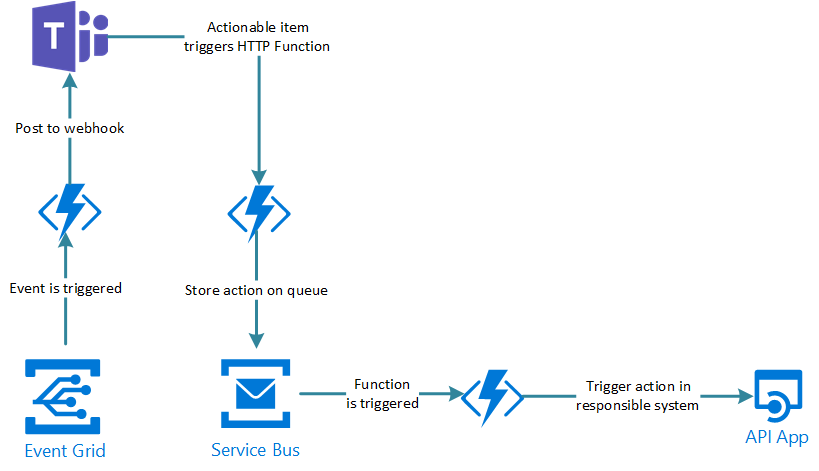 T
Actionable item
triggers HTTP Function
Post to webhook
Event is triggered
Store action on queue
Event Grid
Service Bus
Function
is triggered
Trigger action in
responsible system
API App